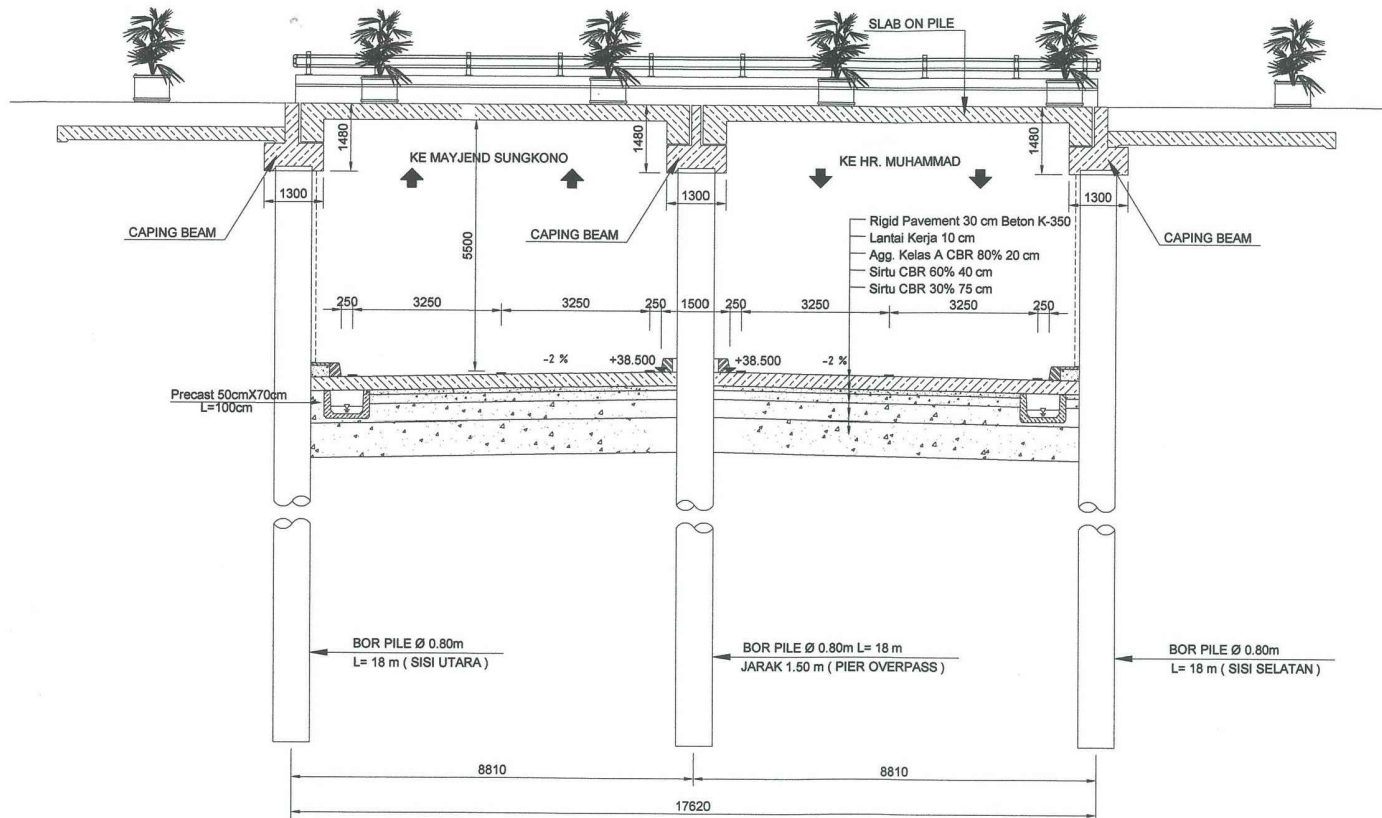 SLAB ON PILE
1480
1480
1480
KE MAYJEND SUNGKONO
KE HR. MUHAMMAD
1300
1300
CAPING BEAM
CAPING BEAM
CAPING BEAM
5500
Rigid Pavement 30 cm Beton K-350
Lantai Kerja 10 cm
Agg. Kelas A CBR 80% 20 cm
Sirtu CBR 60% 40 cm
Sirtu CBR 30% 75 cm
250 3250 3250 250 1500 250 3250 3250 250
-2 % +38.500 +38.500 -2%
Precast 50cmX70cm
L=100cm
BOR PILE Ø 0.80m
L= 18 m ( SISI UTARA )
BOR PILE Ø 0.80m L= 18 m
JARAK 1.50 m ( PIER OVERPASS )
BOR PILE Ø 0.80m
L= 18 m ( SISI SELATAN )
8810 8810
17620